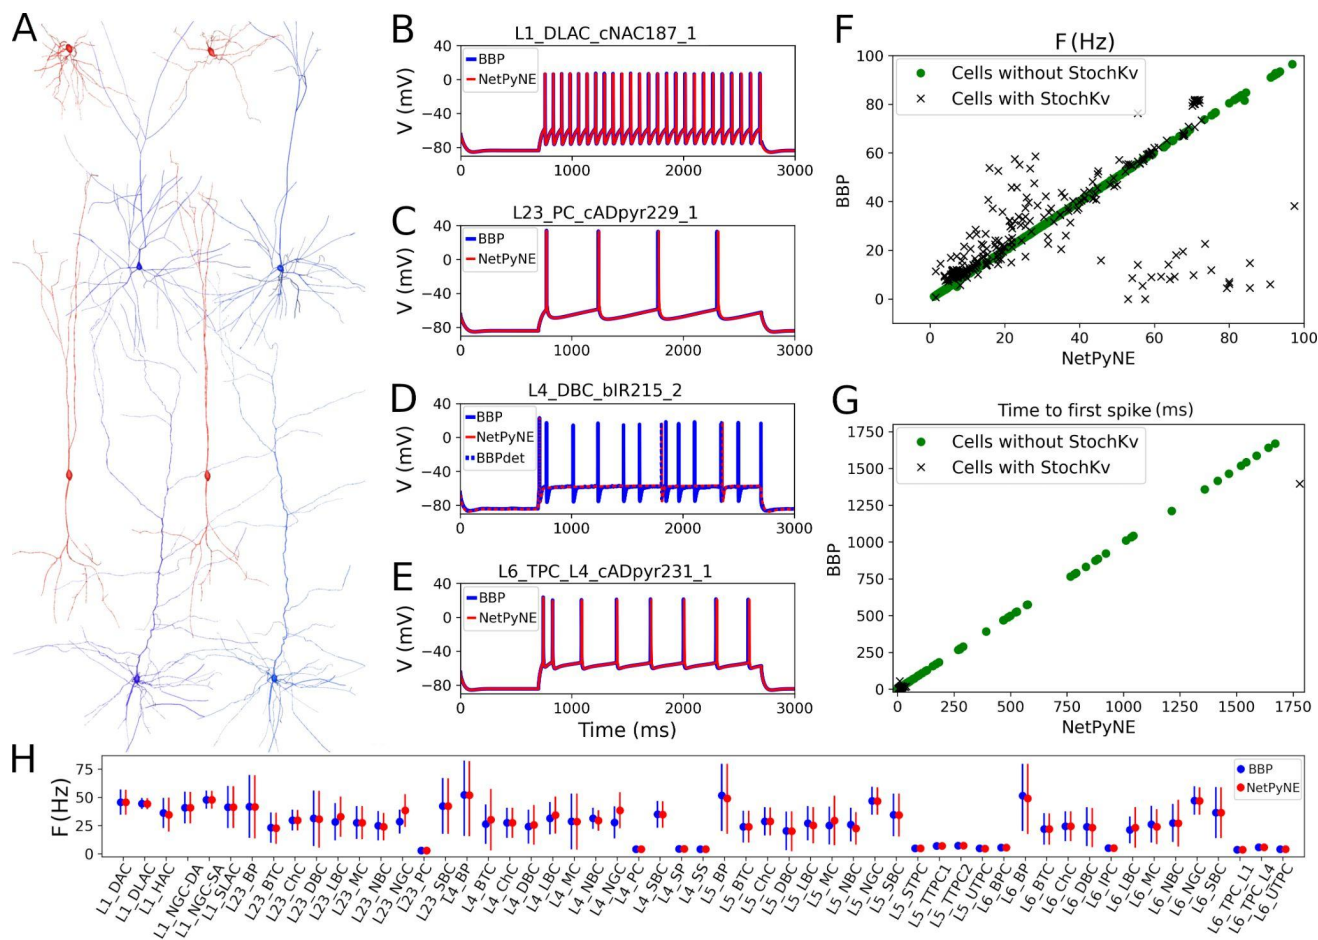 A
B
L1_DLAC_cNAC187_1
40
0
−40
−80
V (mV)
BBP
NetPyNE
0 1000 2000 3000
C
L23_PC_cADpyr229_1
40
0
−40
−80
V (mV)
BBP
NetPyNE
0 1000 2000 3000
D
L4_DBC_bIR215_2
40
0
−40
−80
V (mV)
BBP
NetPyNE
BBPdet
0 1000 2000 3000
E
L6_TPC_L4_cADpyr231_1
40
0
−40
−80
V (mV)
BBP
NetPyNE
0 1000 2000 3000
Time (ms)
F
F (Hz)
100
80
60
40
20
0
BBP
Cells without StochKv
Cells with StochKv
0 20 40 60 80 100
NetPyNE
G
Time to first spike (ms)
1750
1500
1250
1000
750
500
250
0
BBP
Cells without StochKv
Cells with StochKv
0 250 500 750 1000 1250 1500 1750
NetPyNE
H
75
50
25
0
F (Hz)
BBP
NetPyNE
L1_DAC
L1_DLAC
L1_HAC
L1_NGC-DA
L1_NGC-SA
L1_SLAC
L23_BP
L23_BTC
L23_ChC
L23_DBC
L23_LBC
L23_MC
L23_NBC
L23_NGC
L23_PC
L23_SBC
L4_BP
L4_BTC
L4_ChC
L4_DBC
L4_LBC
L4_MC
L4_NBC
L4_NGC
L4_PC
L4_SBC
L4_SP
L4_SS
L5_BP
L5_BTC
L5_ChC
L5_DBC
L5_LBC
L5_MC
L5_NBC
L5_NGC
L5_SBC
L5_STPC
L5_TTPC1
L5_TTPC2
L5_UTPC
L6_BPC
L6_BP
L6_BTC
L6_ChC
L6_DBC
L6_IPC
L6_LBC
L6_MC
L6_NBC
L6_NGC
L6_SBC
L6_TPC_L1
L6_TPC_L4
L6_UTPC